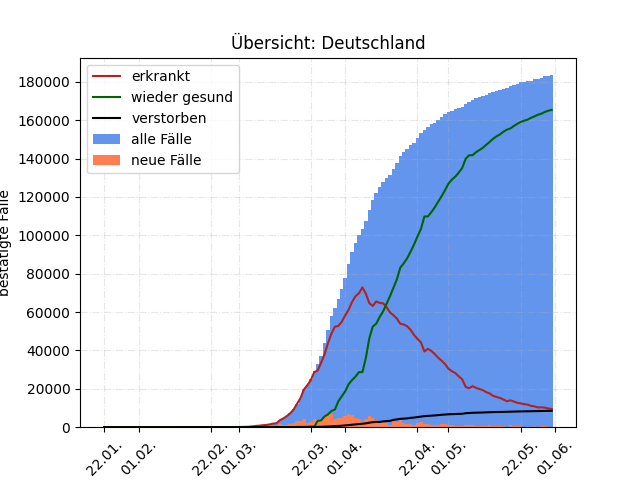 Übersicht: Deutschland
erkrankt
wieder gesund
verstorben
alle Fälle
neue Fälle
bestätigte Fälle
180000
160000
140000
120000
100000
80000
60000
40000
20000
0
22.01.
01.02.
22.02.
01.03.
22.03.
01.04.
22.04.
01.05.
22.05.
01.06.